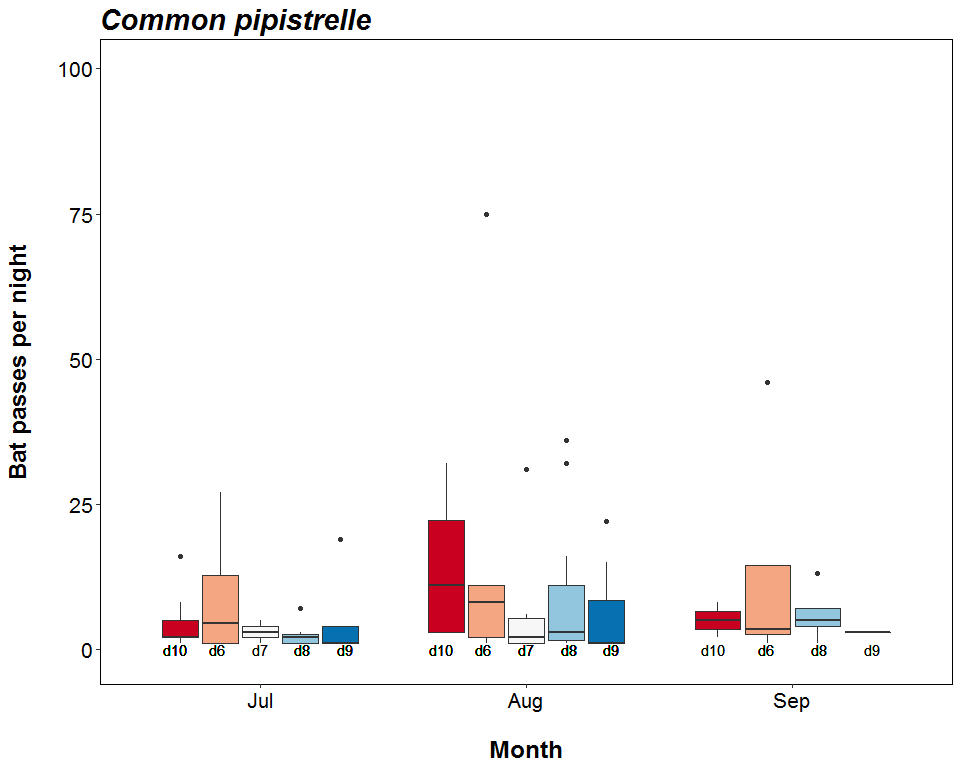 Common pipistrelle
100
75
50
25
0
Bat passes per night
d10 d6 d7 d8 d9 d10 d6 d7 d8 d9 d10 d6 d8 d9
Jul Aug Sep
Month